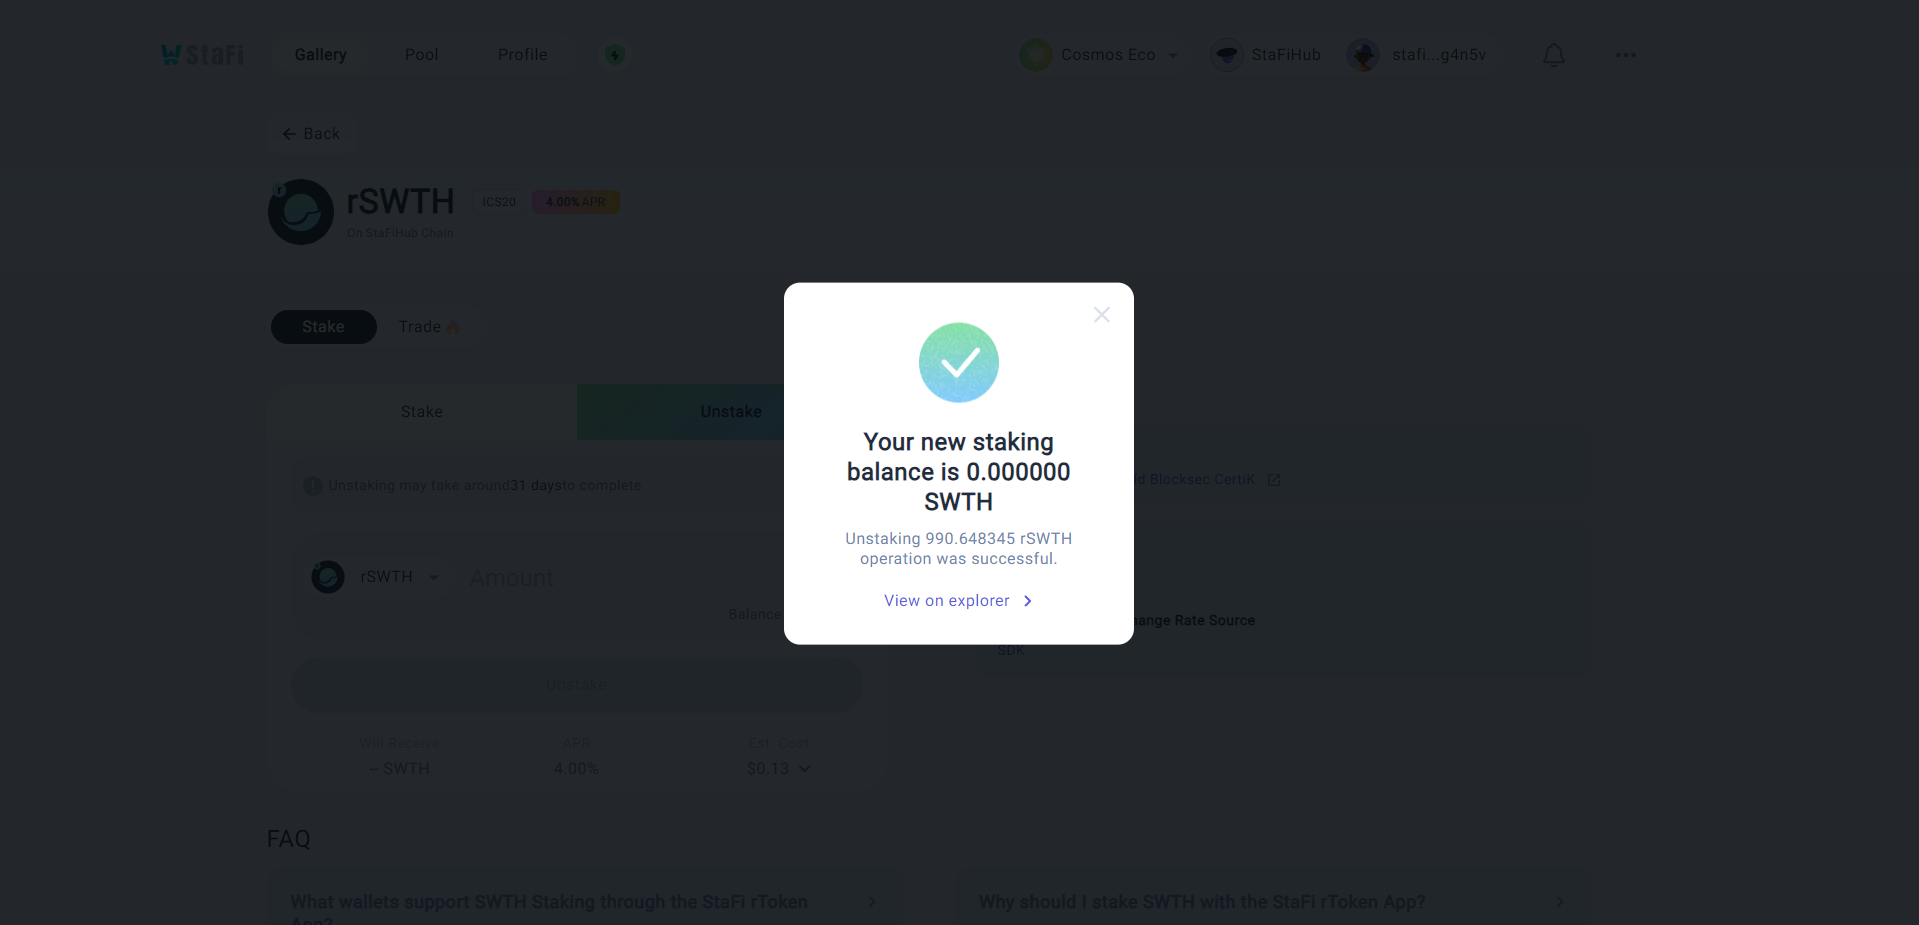 StaFi
Gallery
Pool
Profile
Cosmos Eco
StaFiHub
stafi...g4n5v
Back
r
rSWTH
ICS20
4.00% APR
On StaFiHub Chain
Stake
Trade
Stake
Unstake
Unstaking may take around31 daysto complete
fd Blocksec CertiK
rSWTH
Amount
Balance
hange Rate Source
SDK
Unstake
Will Receive
APR
Est. Cost
-- SWTH
4.00%
$0.13
Your new staking
balance is 0.000000
SWTH
Unstaking 990.648345 rSWTH
operation was successful.
View on explorer
FAQ
What wallets support SWTH Staking through the StaFi rToken
App?
Why should I stake SWTH with the StaFi rToken App?